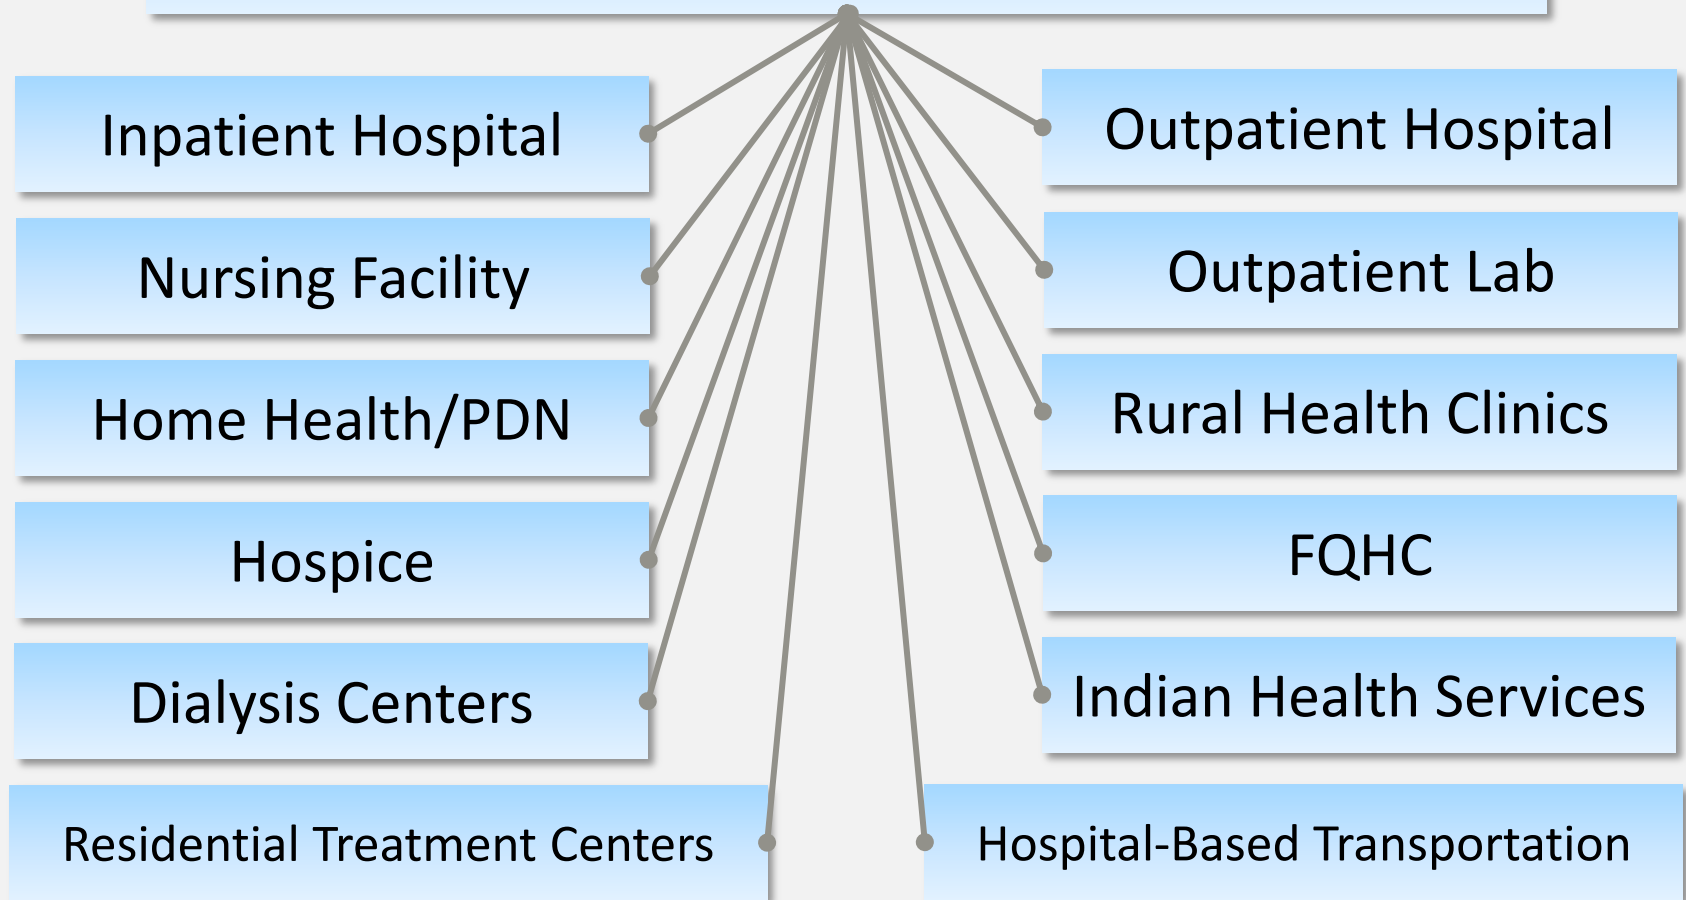 Inpatient Hospital
Outpatient Hospital
Nursing Facility
Outpatient Lab
Home Health/PDN
Rural Health Clinics
Hospice
FQHC
Dialysis Centers
Indian Health Services
Residential Treatment Centers
Hospital-Based Transportation